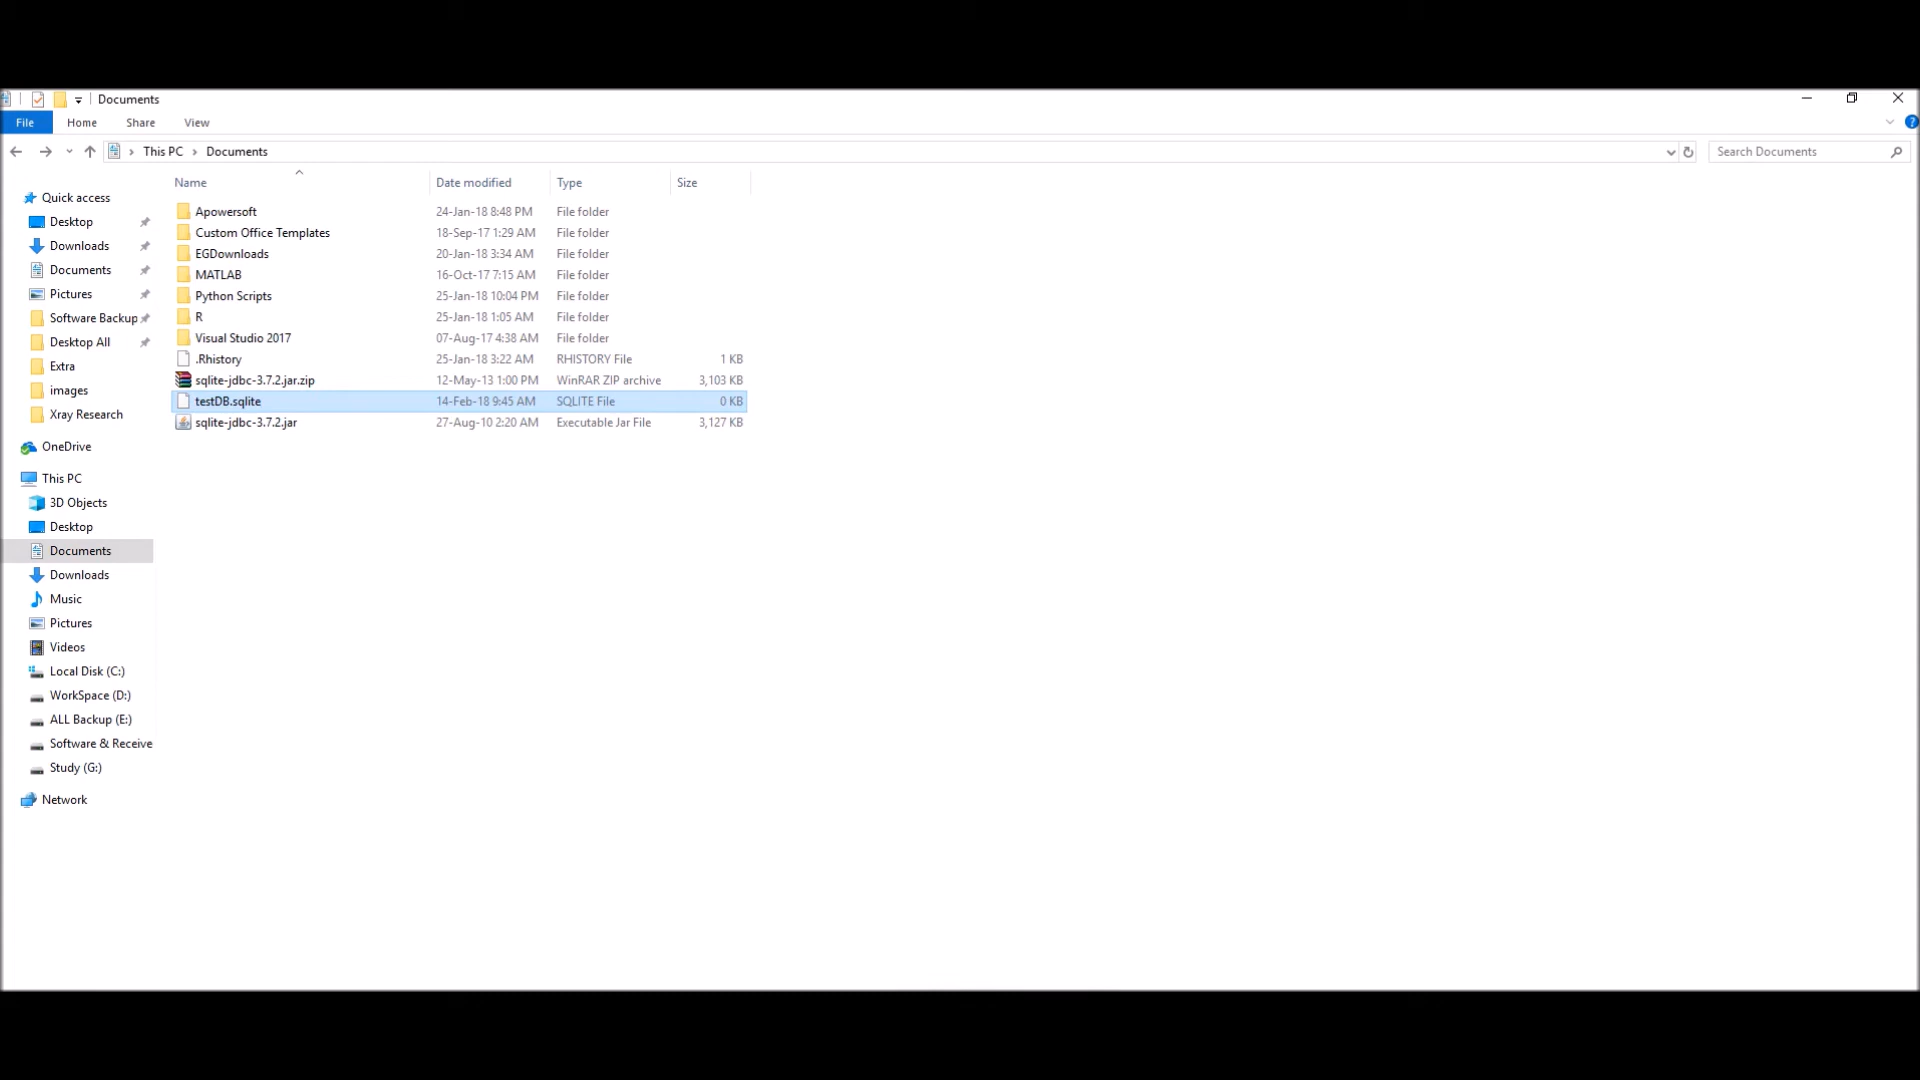 Documents
File Home Share View
This PC Documents
Search Documents
Name Date modified Type Size
Quick access
Desktop
Downloads
Documents
Pictures
Software Backup
Desktop All
Extra
images
Xray Research
OneDrive
This PC
3D Objects
Desktop
Documents
Downloads
Music
Pictures
Videos
Local Disk (C:)
WorkSpace (D:)
ALL Backup (E:)
Software & Receive
Study (G:)
Network
Apowersoft 24-Jan-18 8:48 PM File folder
Custom Office Templates 18-Sep-17 1:29 AM File folder
EGDownloads 20-Jan-18 3:34 AM File folder
MATLAB 16-Oct-17 7:15 AM File folder
Python Scripts 25-Jan-18 10:04 PM File folder
R 25-Jan-18 1:05 AM File folder
Visual Studio 2017 07-Aug-17 4:38 AM File folder
.Rhistory 25-Jan-18 3:22 AM RHISTORY File 1 KB
sqlite-jdbc-3.7.2.jar.zip 12-May-13 1:00 PM WinRAR ZIP archive 3,103 KB
testDB.sqlite 14-Feb-18 9:45 AM SQLITE File 0 KB
sqlite-jdbc-3.7.2.jar 27-Aug-10 2:20 AM Executable Jar File 3,127 KB